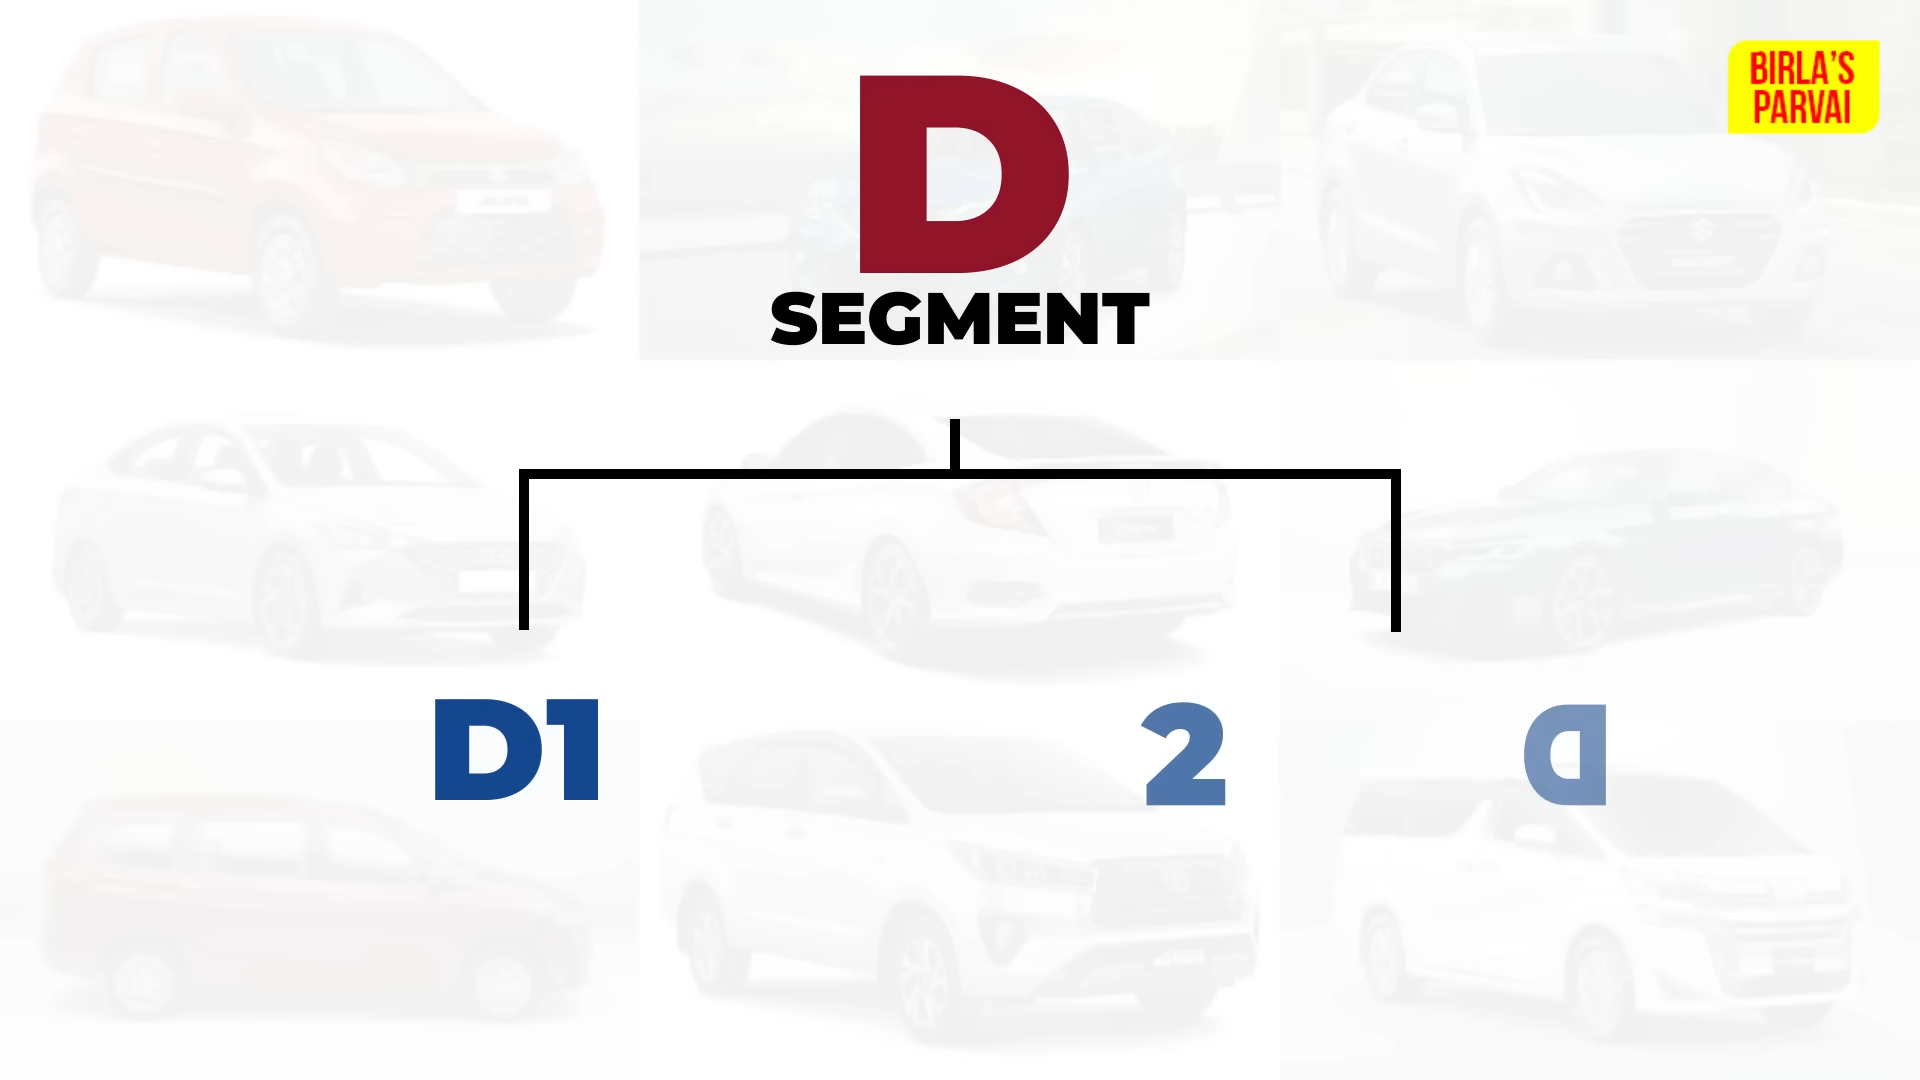 BIRLA'S
PARVAI
D
SEGMENT
D1
2 D